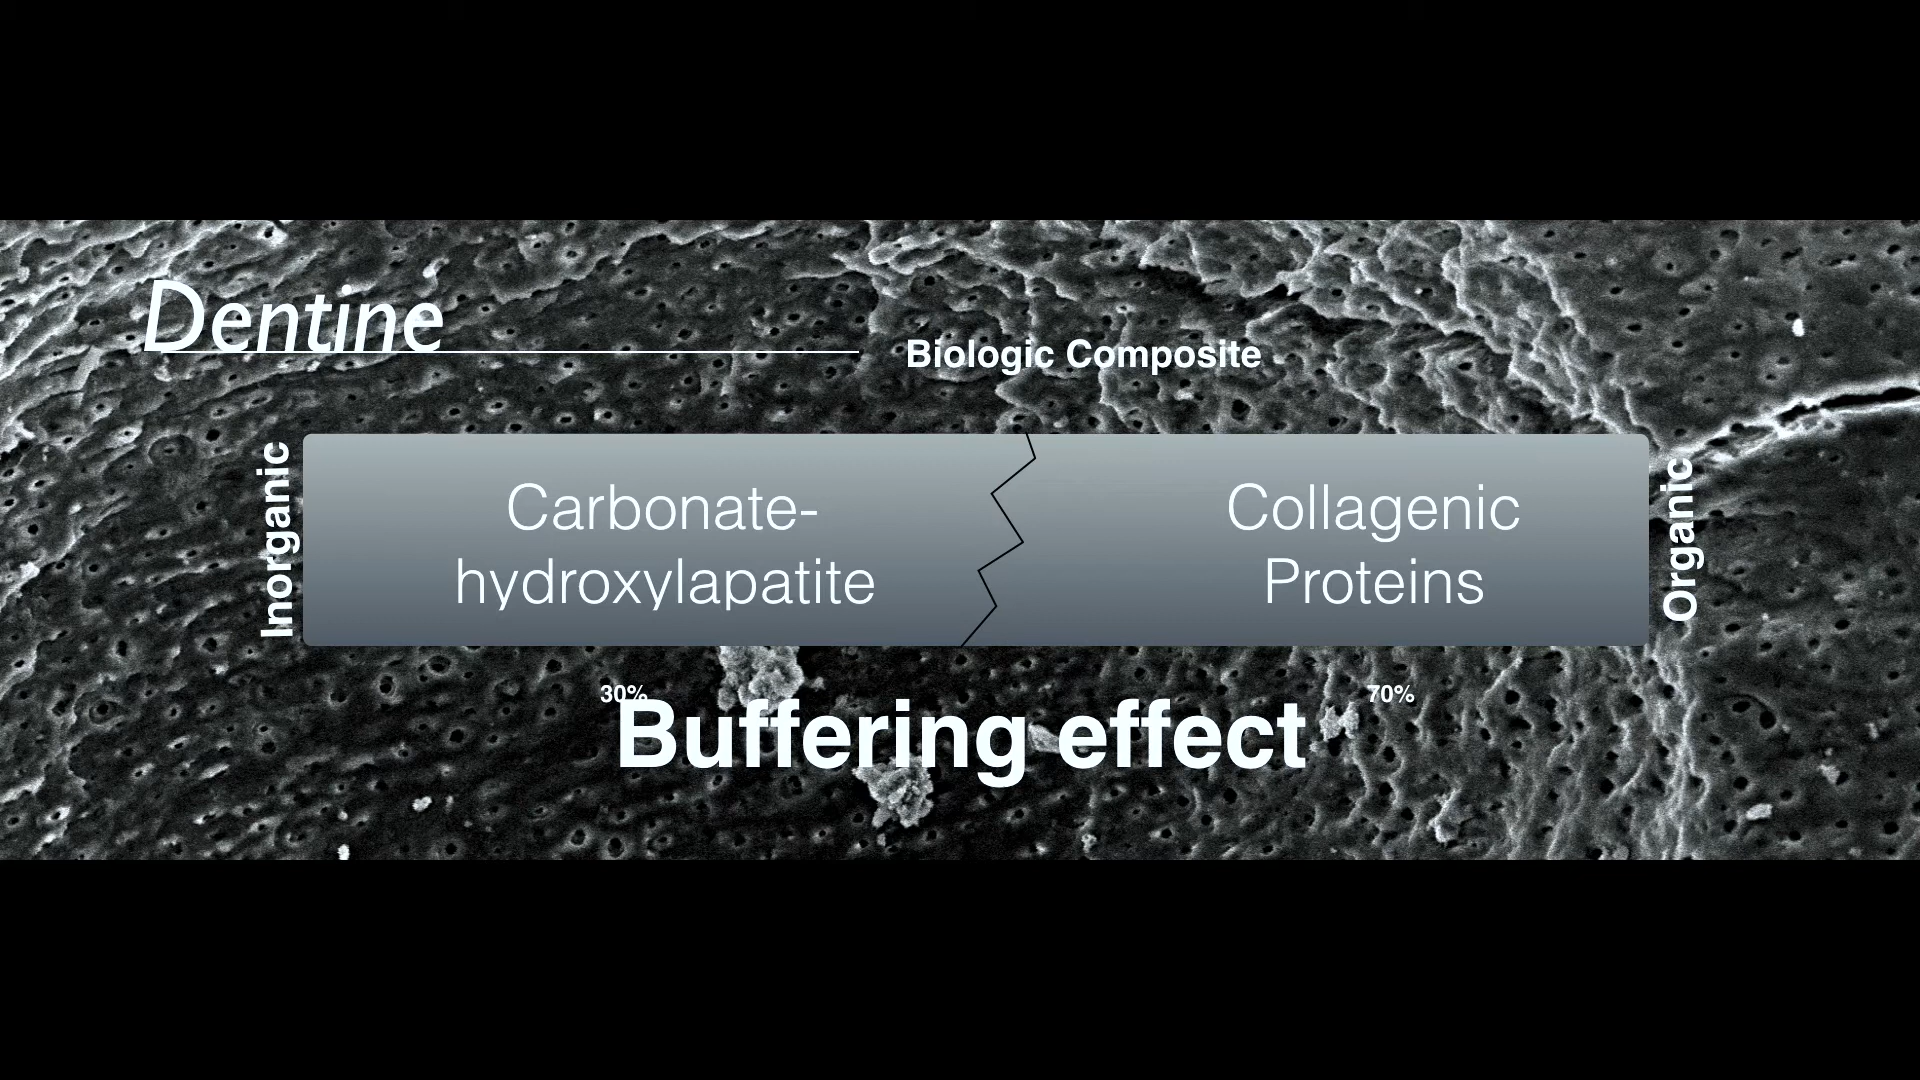 Dentine
Biologic Composite
Inorganic
Carbonate-
hydroxylapatite
Collagenic
Proteins
Organic
30%
70%
Buffering effect